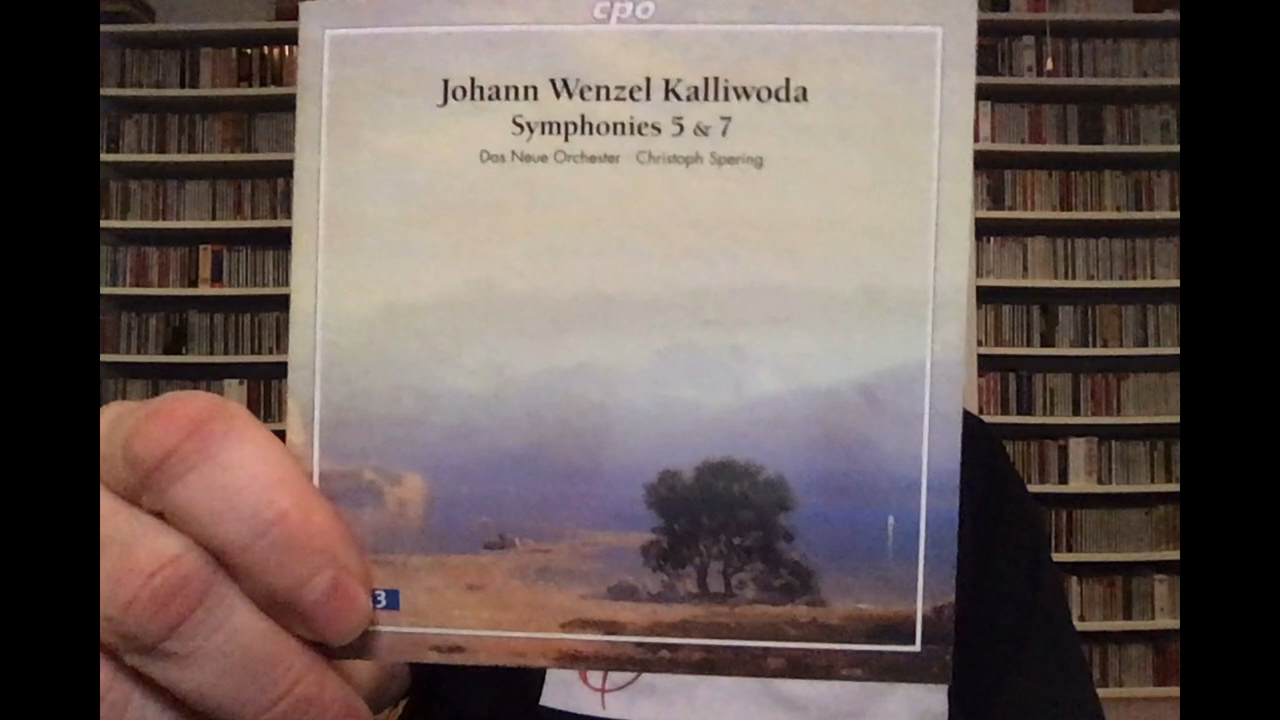 cpo
Johann Wenzel Kalliwoda
Symphonies 5 & 7
Das Neue Orchester Christoph Spering
3